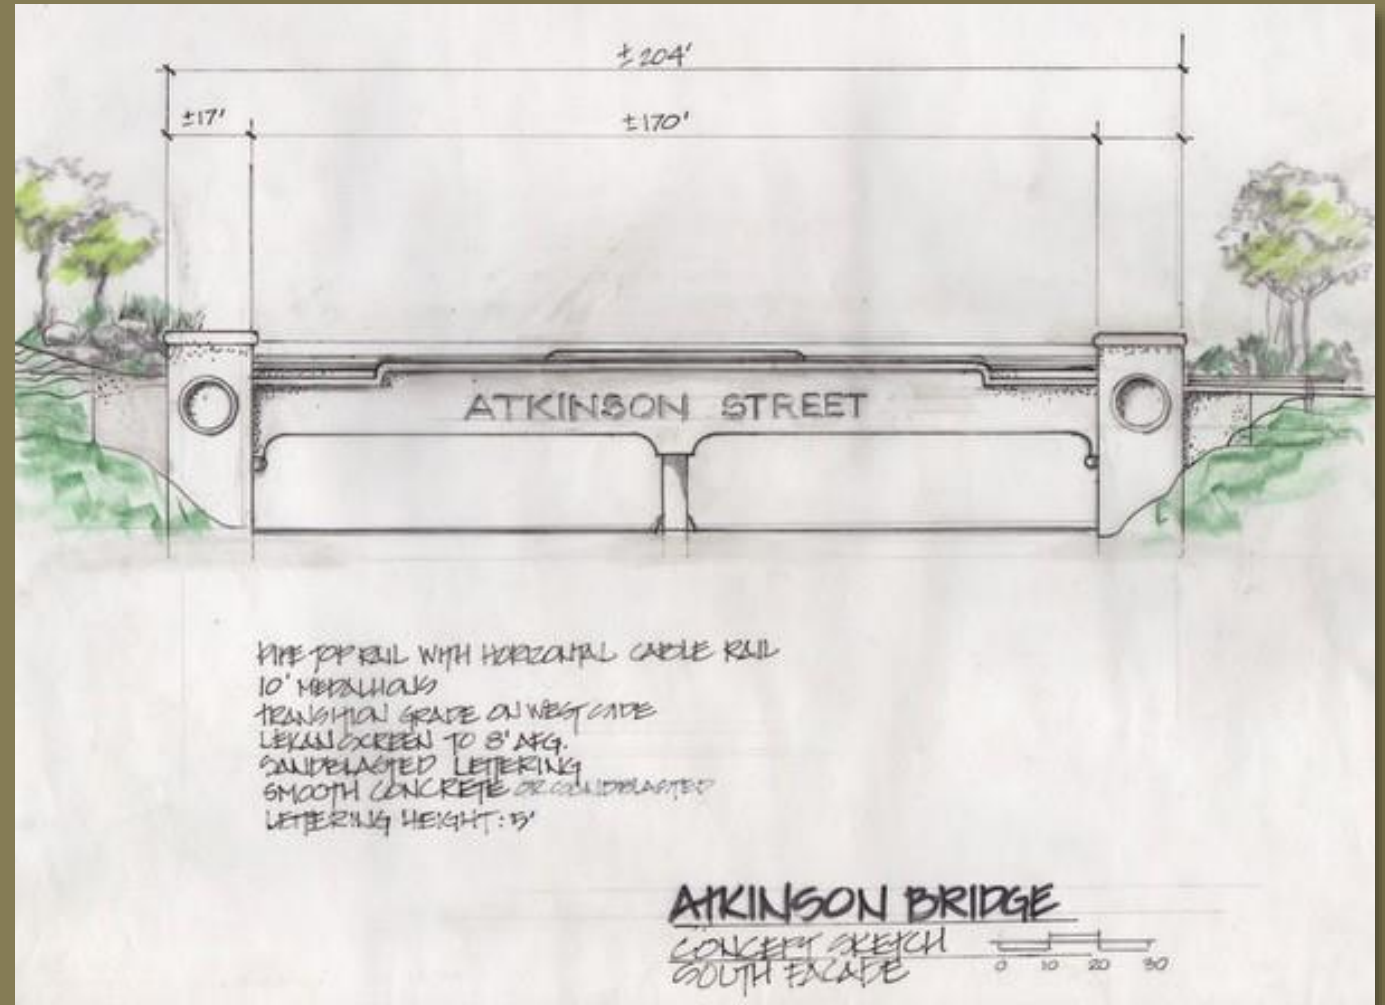 ± 204'
±17'
±170'
ATKINSON STREET
PIPE TOP RAIL WITH HORIZONTAL CABLE RAIL
10' MEDALLIONS
TRANSITION GRADE ON WEST SIDE
LEXAN SCREEN TO 8' AFG.
SANDBLASTED LETTERING
SMOOTH CONCRETE OR SANDBLASTED
LETTERING HEIGHT: 5'
ATKINSON BRIDGE
CONCEPT SKETCH
SOUTH FACADE
0 10 20 30